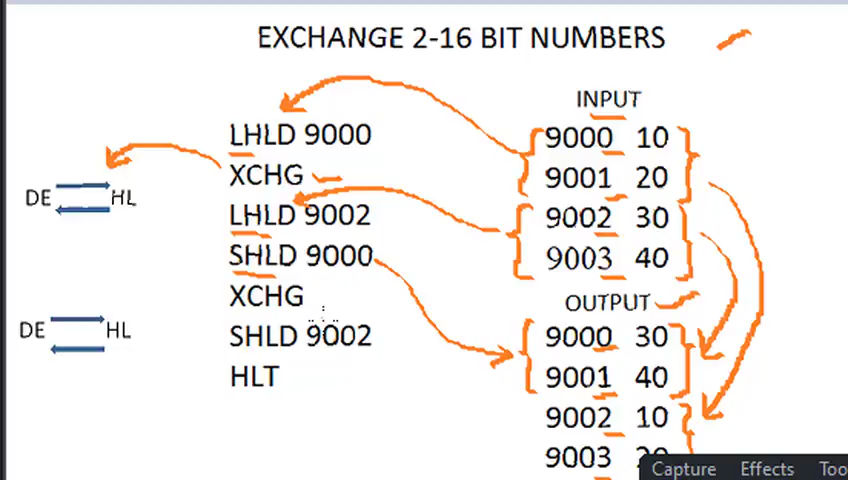 EXCHANGE 2-16 BIT NUMBERS
INPUT
LHLD 9000
XCHG
LHLD 9002
SHLD 9000
XCHG
SHLD 9002
HLT
DE HL
DE HL
9000 10
9001 20
9002 30
9003 40
OUTPUT
9000 30
9001 40
9002 10
9003
Capture Effects